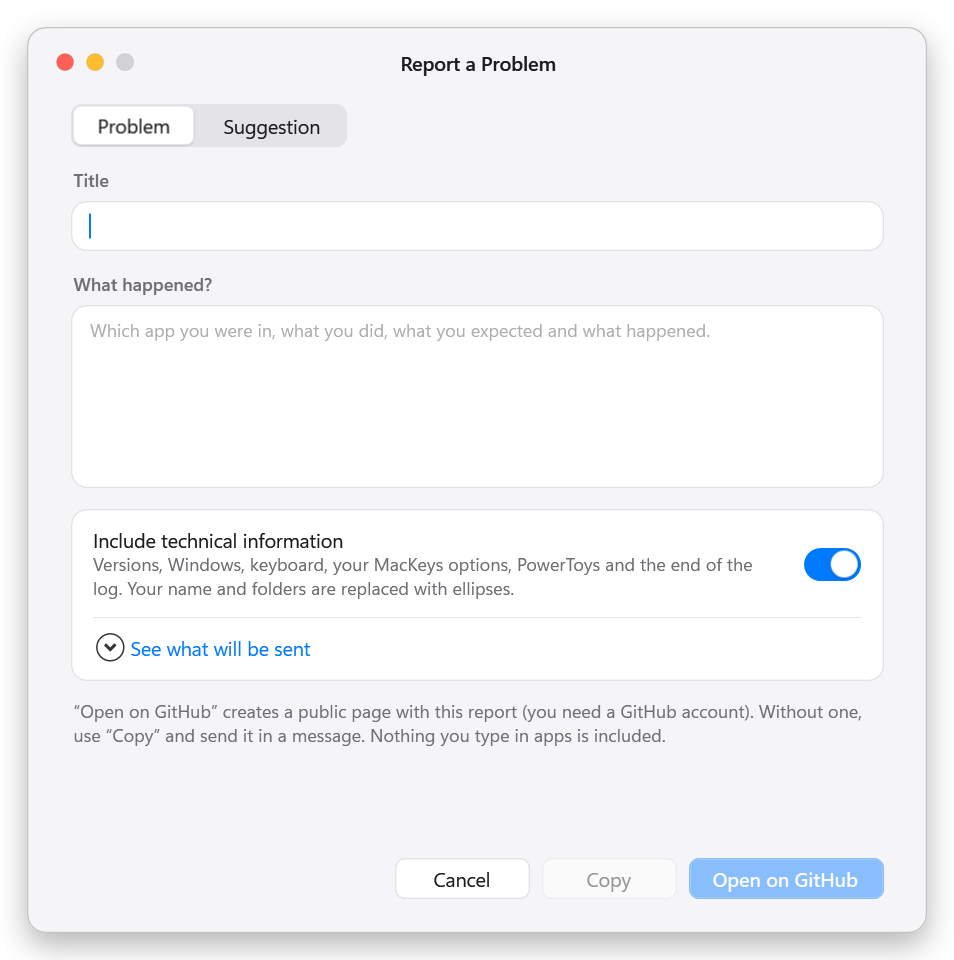 Report a Problem
Problem
Suggestion
Title
What happened?
Which app you were in, what you did, what you expected and what happened.
Include technical information
Versions, Windows, keyboard, your MacKeys options, PowerToys and the end of the
log. Your name and folders are replaced with ellipses.
See what will be sent
“Open on GitHub” creates a public page with this report (you need a GitHub account). Without one,
use “Copy” and send it in a message. Nothing you type in apps is included.
Cancel
Copy
Open on GitHub